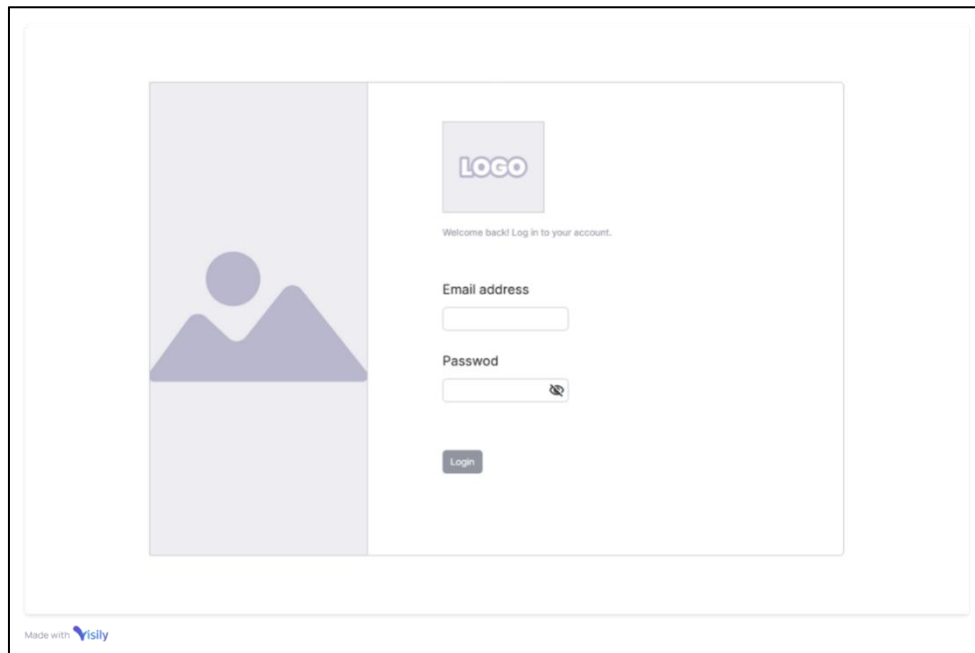 LOGO
Welcome back! Log in to your account.
Email address
Passwod
Login
Made with Visily